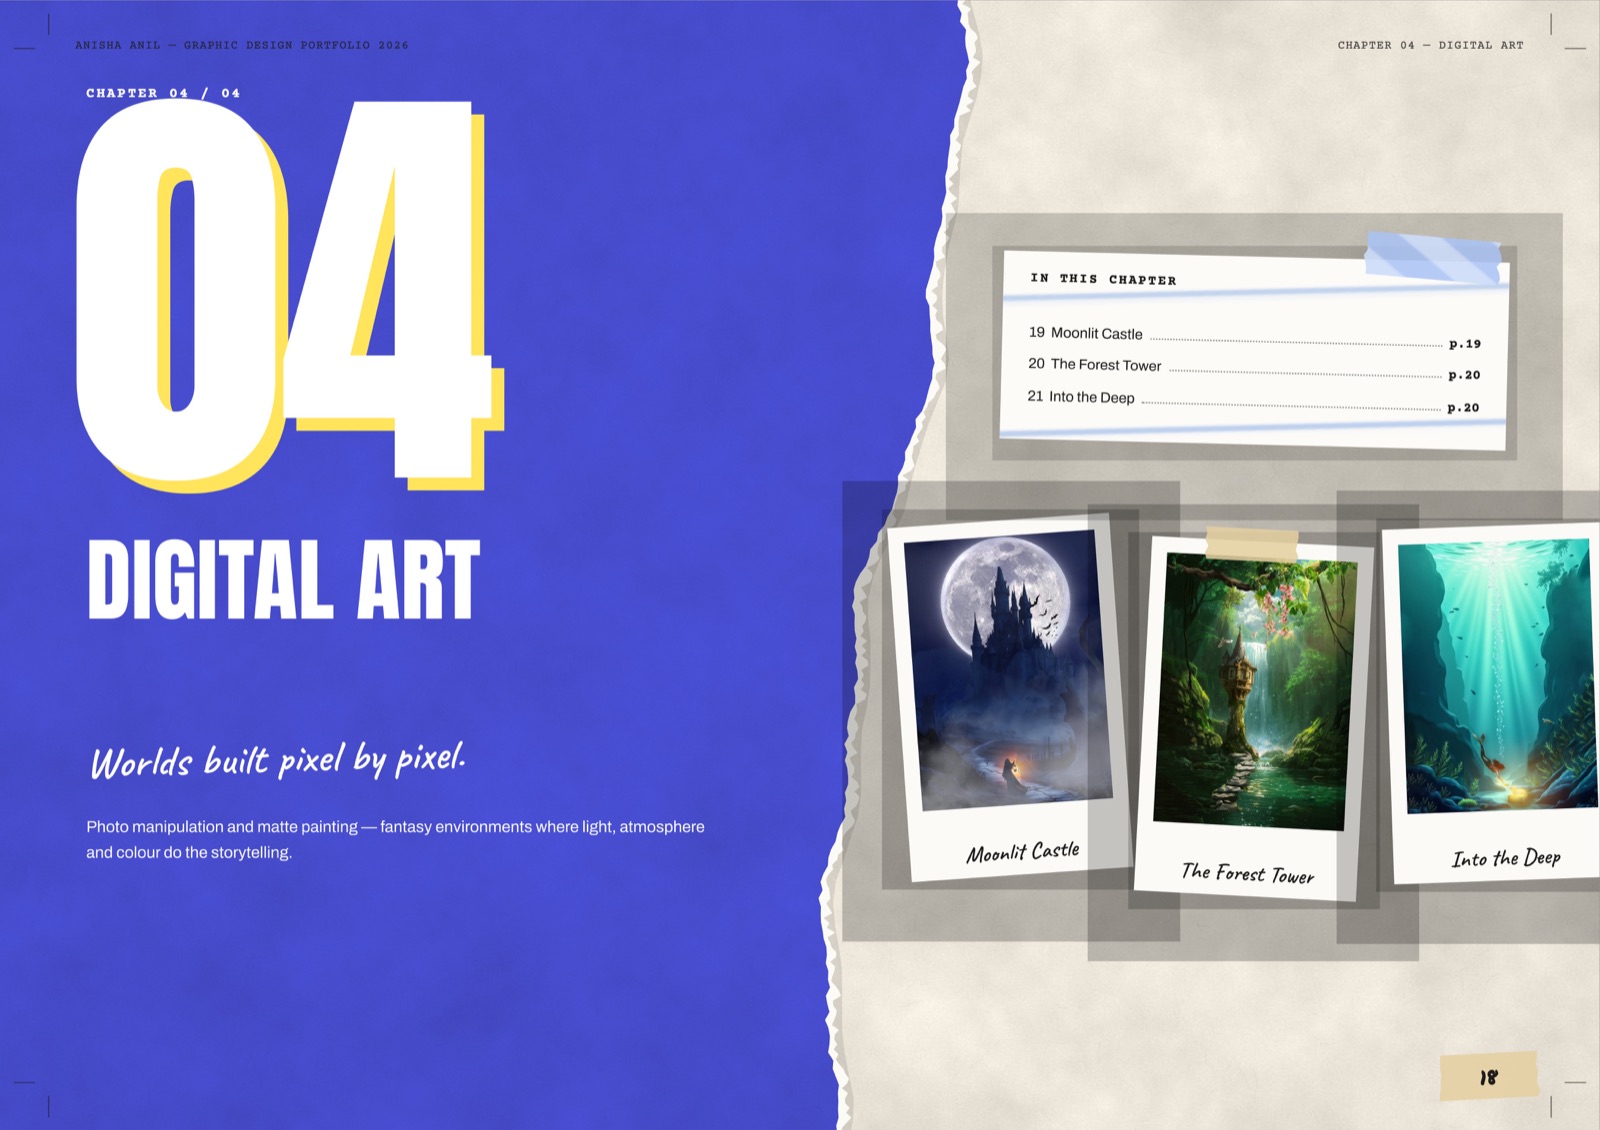 ANISHA ANIL — GRAPHIC DESIGN PORTFOLIO 2026
CHAPTER 04 — DIGITAL ART
CHAPTER 04 / 04
04
DIGITAL ART
Worlds built pixel by pixel.
Photo manipulation and matte painting — fantasy environments where light, atmosphere
and colour do the storytelling.
IN THIS CHAPTER
19 Moonlit Castle p.19
20 The Forest Tower p.20
21 Into the Deep p.20
Moonlit Castle
The Forest Tower
Into the Deep
18